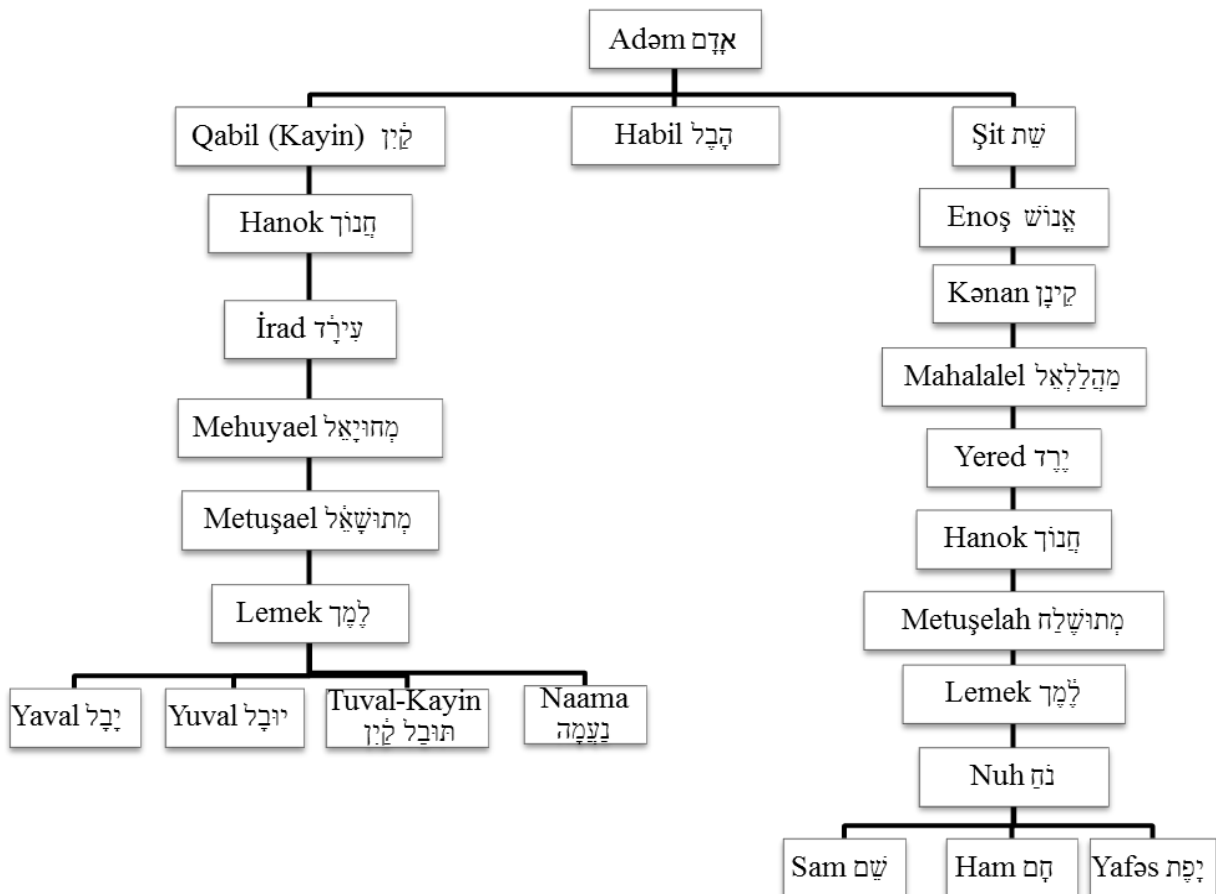 Adəm אָדָם
Qabil (Kayin) קַ֔יִן
Habil הָבֶל
Şit שֵׁת
Hanok חֲנוֹך
Enoş אֱנוֹשׁ
İrad עִירָ֔ד
Kənan קֵינָן
Mehuyael מְחוּיָאֵל
Mahalalel מַהֲלַלְאֵל
Metuşael מְתוּשָׁאֵ֔ל
Yered יֶרֶד
Lemek לֶמֶך
Hanok חֲנוֹך
Metuşelah מְתוּשֶׁלַח
Lemek לֶ֔מֶך
Yaval יָבָל
Yuval יוּבָל
Tuval-Kayin
תּוּבַל קַ֔יִן
Naama
נַעֲמָה
Nuh נֹחַ
Sam שֵׁם
Ham חָם
Yafəs יָפֶת